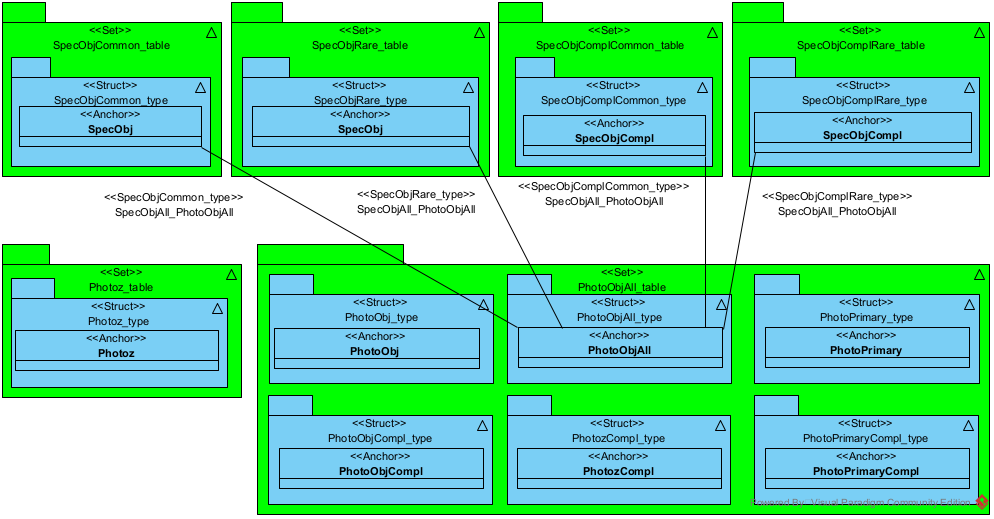 <<Set>>
SpecObjCommon_table
<<Struct>>
SpecObjCommon_type
<<Anchor>>
SpecObj
<<Set>>
SpecObjRare_table
<<Struct>>
SpecObjRare_type
<<Anchor>>
SpecObj
<<Set>>
SpecObjComplCommon_table
<<Struct>>
SpecObjComplCommon_type
<<Anchor>>
SpecObjCompl
<<Set>>
SpecObjComplRare_table
<<Struct>>
SpecObjComplRare_type
<<Anchor>>
SpecObjCompl
<<SpecObjCommon_type>>
SpecObjAll_PhotoObjAll
<<SpecObjRare_type>>
SpecObjAll_PhotoObjAll
<<SpecObjComplCommon_type>>
SpecObjAll_PhotoObjAll
<<SpecObjComplRare_type>>
SpecObjAll_PhotoObjAll
<<Set>>
Photoz_table
<<Struct>>
Photoz_type
<<Anchor>>
Photoz
<<Set>>
PhotoObjAll_table
<<Struct>>
PhotoObj_type
<<Anchor>>
PhotoObj
<<Struct>>
PhotoObjAll_type
<<Anchor>>
PhotoObjAll
<<Struct>>
PhotoPrimary_type
<<Anchor>>
PhotoPrimary
<<Struct>>
PhotoObjCompl_type
<<Anchor>>
PhotoObjCompl
<<Struct>>
PhotozCompl_type
<<Anchor>>
PhotozCompl
<<Struct>>
PhotoPrimaryCompl_type
<<Anchor>>
PhotoPrimaryCompl
Powered By Visual Paradigm Community Edition